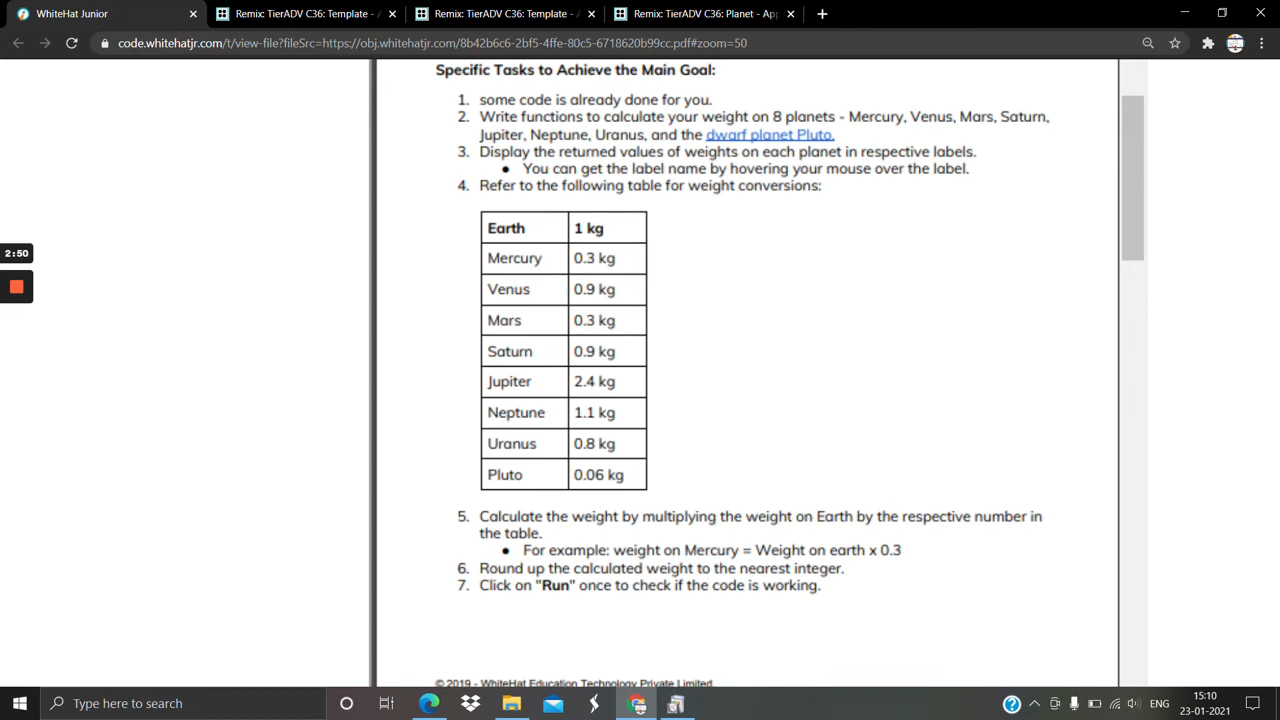 WhiteHat Junior
Remix: TierADV C36: Template - A
Remix: TierADV C36: Template - A
Remix: TierADV C36: Planet - App
code.whitehatjr.com/t/view-file?fileSrc=https://obj.whitehatjr.com/8b42b6c6-2bf5-4ffe-80c5-6718620b99cc.pdf#zoom=50
Specific Tasks to Achieve the Main Goal:
1. some code is already done for you.
2. Write functions to calculate your weight on 8 planets - Mercury, Venus, Mars, Saturn,
Jupiter, Neptune, Uranus, and the dwarf planet Pluto.
3. Display the returned values of weights on each planet in respective labels.
● You can get the label name by hovering your mouse over the label.
4. Refer to the following table for weight conversions:
Earth 1 kg
Mercury 0.3 kg
2:50
Venus 0.9 kg
Mars 0.3 kg
Saturn 0.9 kg
Jupiter 2.4 kg
Neptune 1.1 kg
Uranus 0.8 kg
Pluto 0.06 kg
5. Calculate the weight by multiplying the weight on Earth by the respective number in
the table.
● For example: weight on Mercury = Weight on earth x 0.3
6. Round up the calculated weight to the nearest integer.
7. Click on "Run" once to check if the code is working.
© 2019 - WhiteHat Education Technology Private Limited.
Type here to search
ENG
15:10
23-01-2021